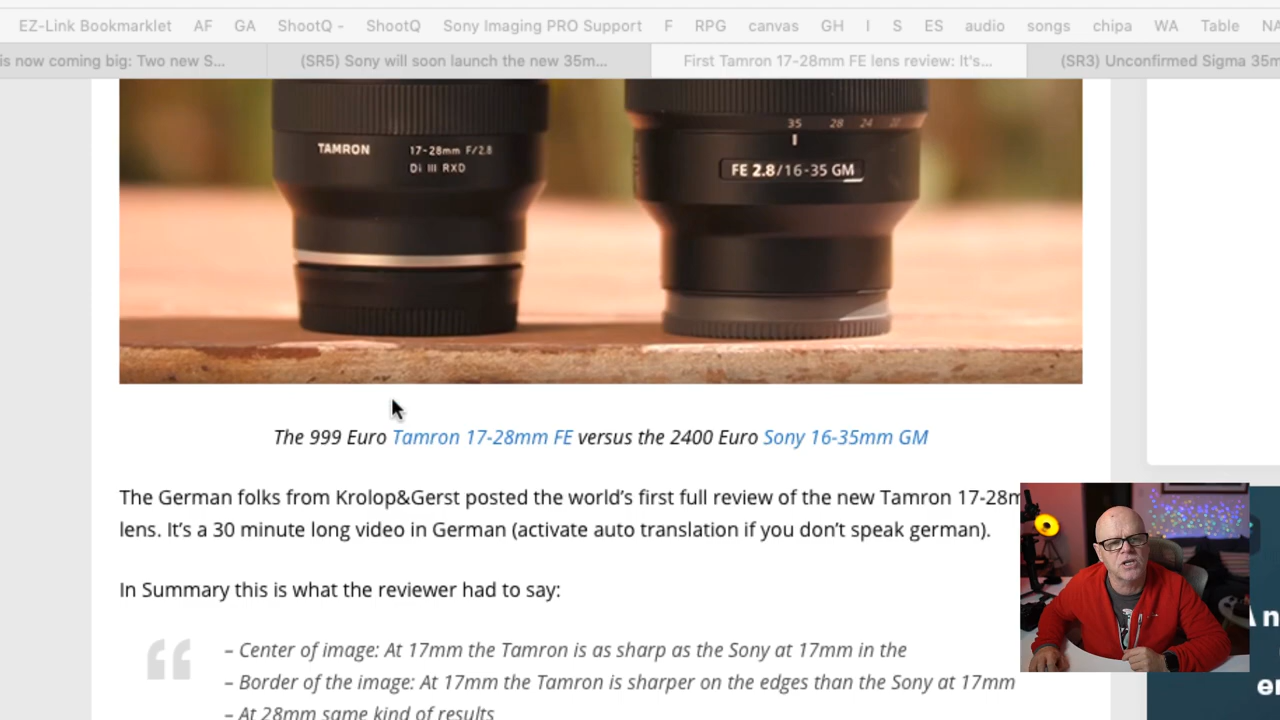 EZ-Link Bookmarklet AF GA ShootQ - ShootQ Sony Imaging PRO Support F RPG canvas GH I S ES audio songs chipa WA Table NA
is now coming big: Two new S... (SR5) Sony will soon launch the new 35m... First Tamron 17-28mm FE lens review: It's... (SR3) Unconfirmed Sigma 35m
35 28 24
TAMRON 17-28mm F/2.8
Di III RXD
FE 2.8/16-35 GM
The 999 Euro Tamron 17-28mm FE versus the 2400 Euro Sony 16-35mm GM
The German folks from Krolop&Gerst posted the world's first full review of the new Tamron 17-28m
lens. It's a 30 minute long video in German (activate auto translation if you don't speak german).
In Summary this is what the reviewer had to say:
– Center of image: At 17mm the Tamron is as sharp as the Sony at 17mm in the
– Border of the image: At 17mm the Tamron is sharper on the edges than the Sony at 17mm
– At 28mm same kind of results